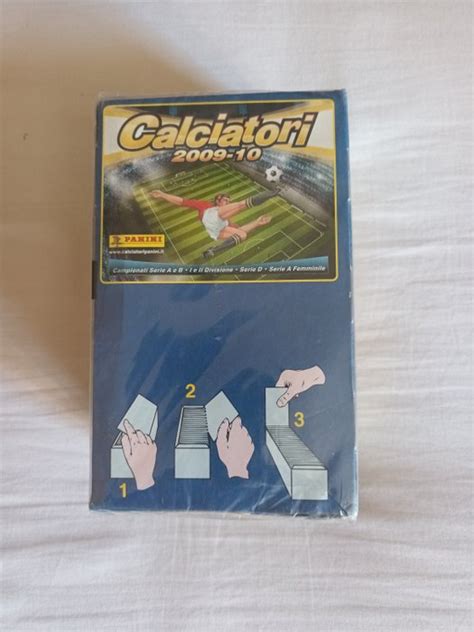 Calciatori
2009-10
PANINI
www.calciatoripanini.it
Campionati Serie A e B • I e II Divisione • Serie D • Serie A Femminile
1
2
3